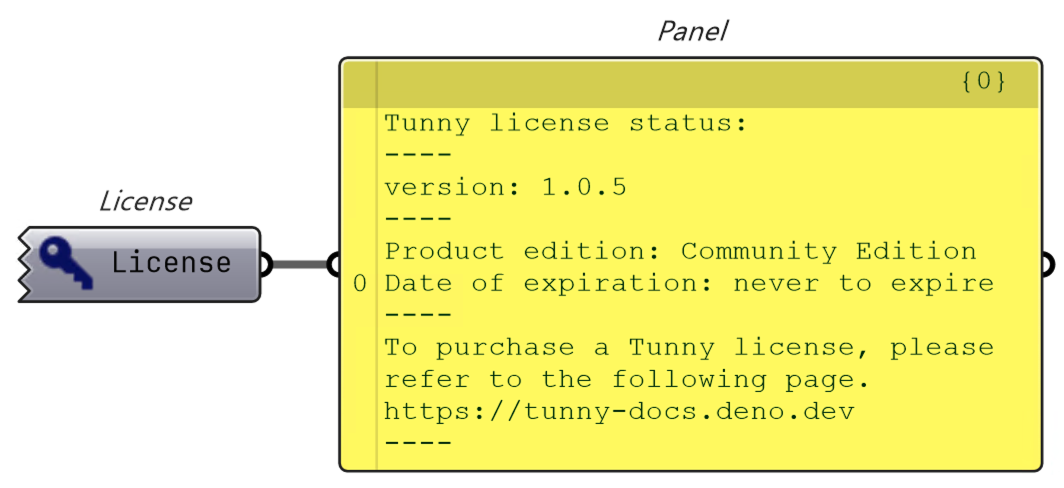 Panel
{0}
Tunny license status:
----
version: 1.0.5
----
License
License
Product edition: Community Edition
0 Date of expiration: never to expire
----
To purchase a Tunny license, please
refer to the following page.
https://tunny-docs.deno.dev
----